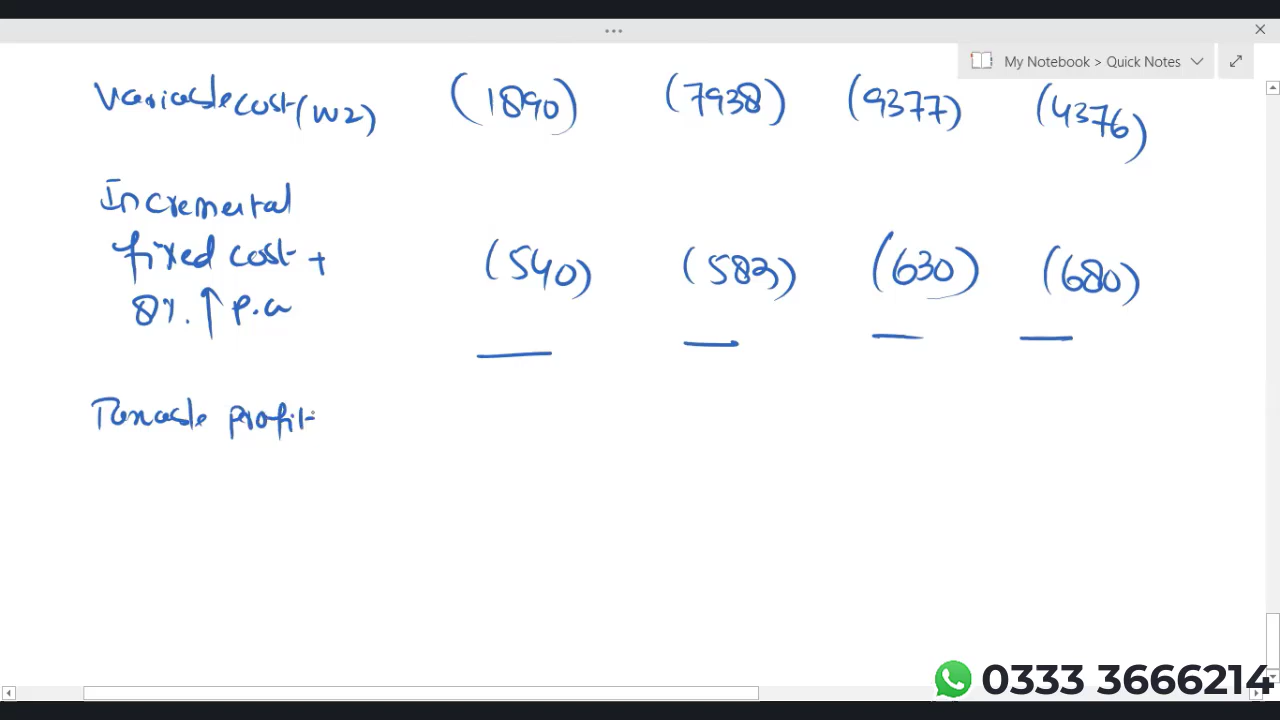 My Notebook > Quick Notes
Variable cost (W2) (1890) (7938) (9377) (4376)
Incremental
fixed cost + (540) (583) (630) (680)
8% ↑ p.a
Taxable profit
0333 3666214